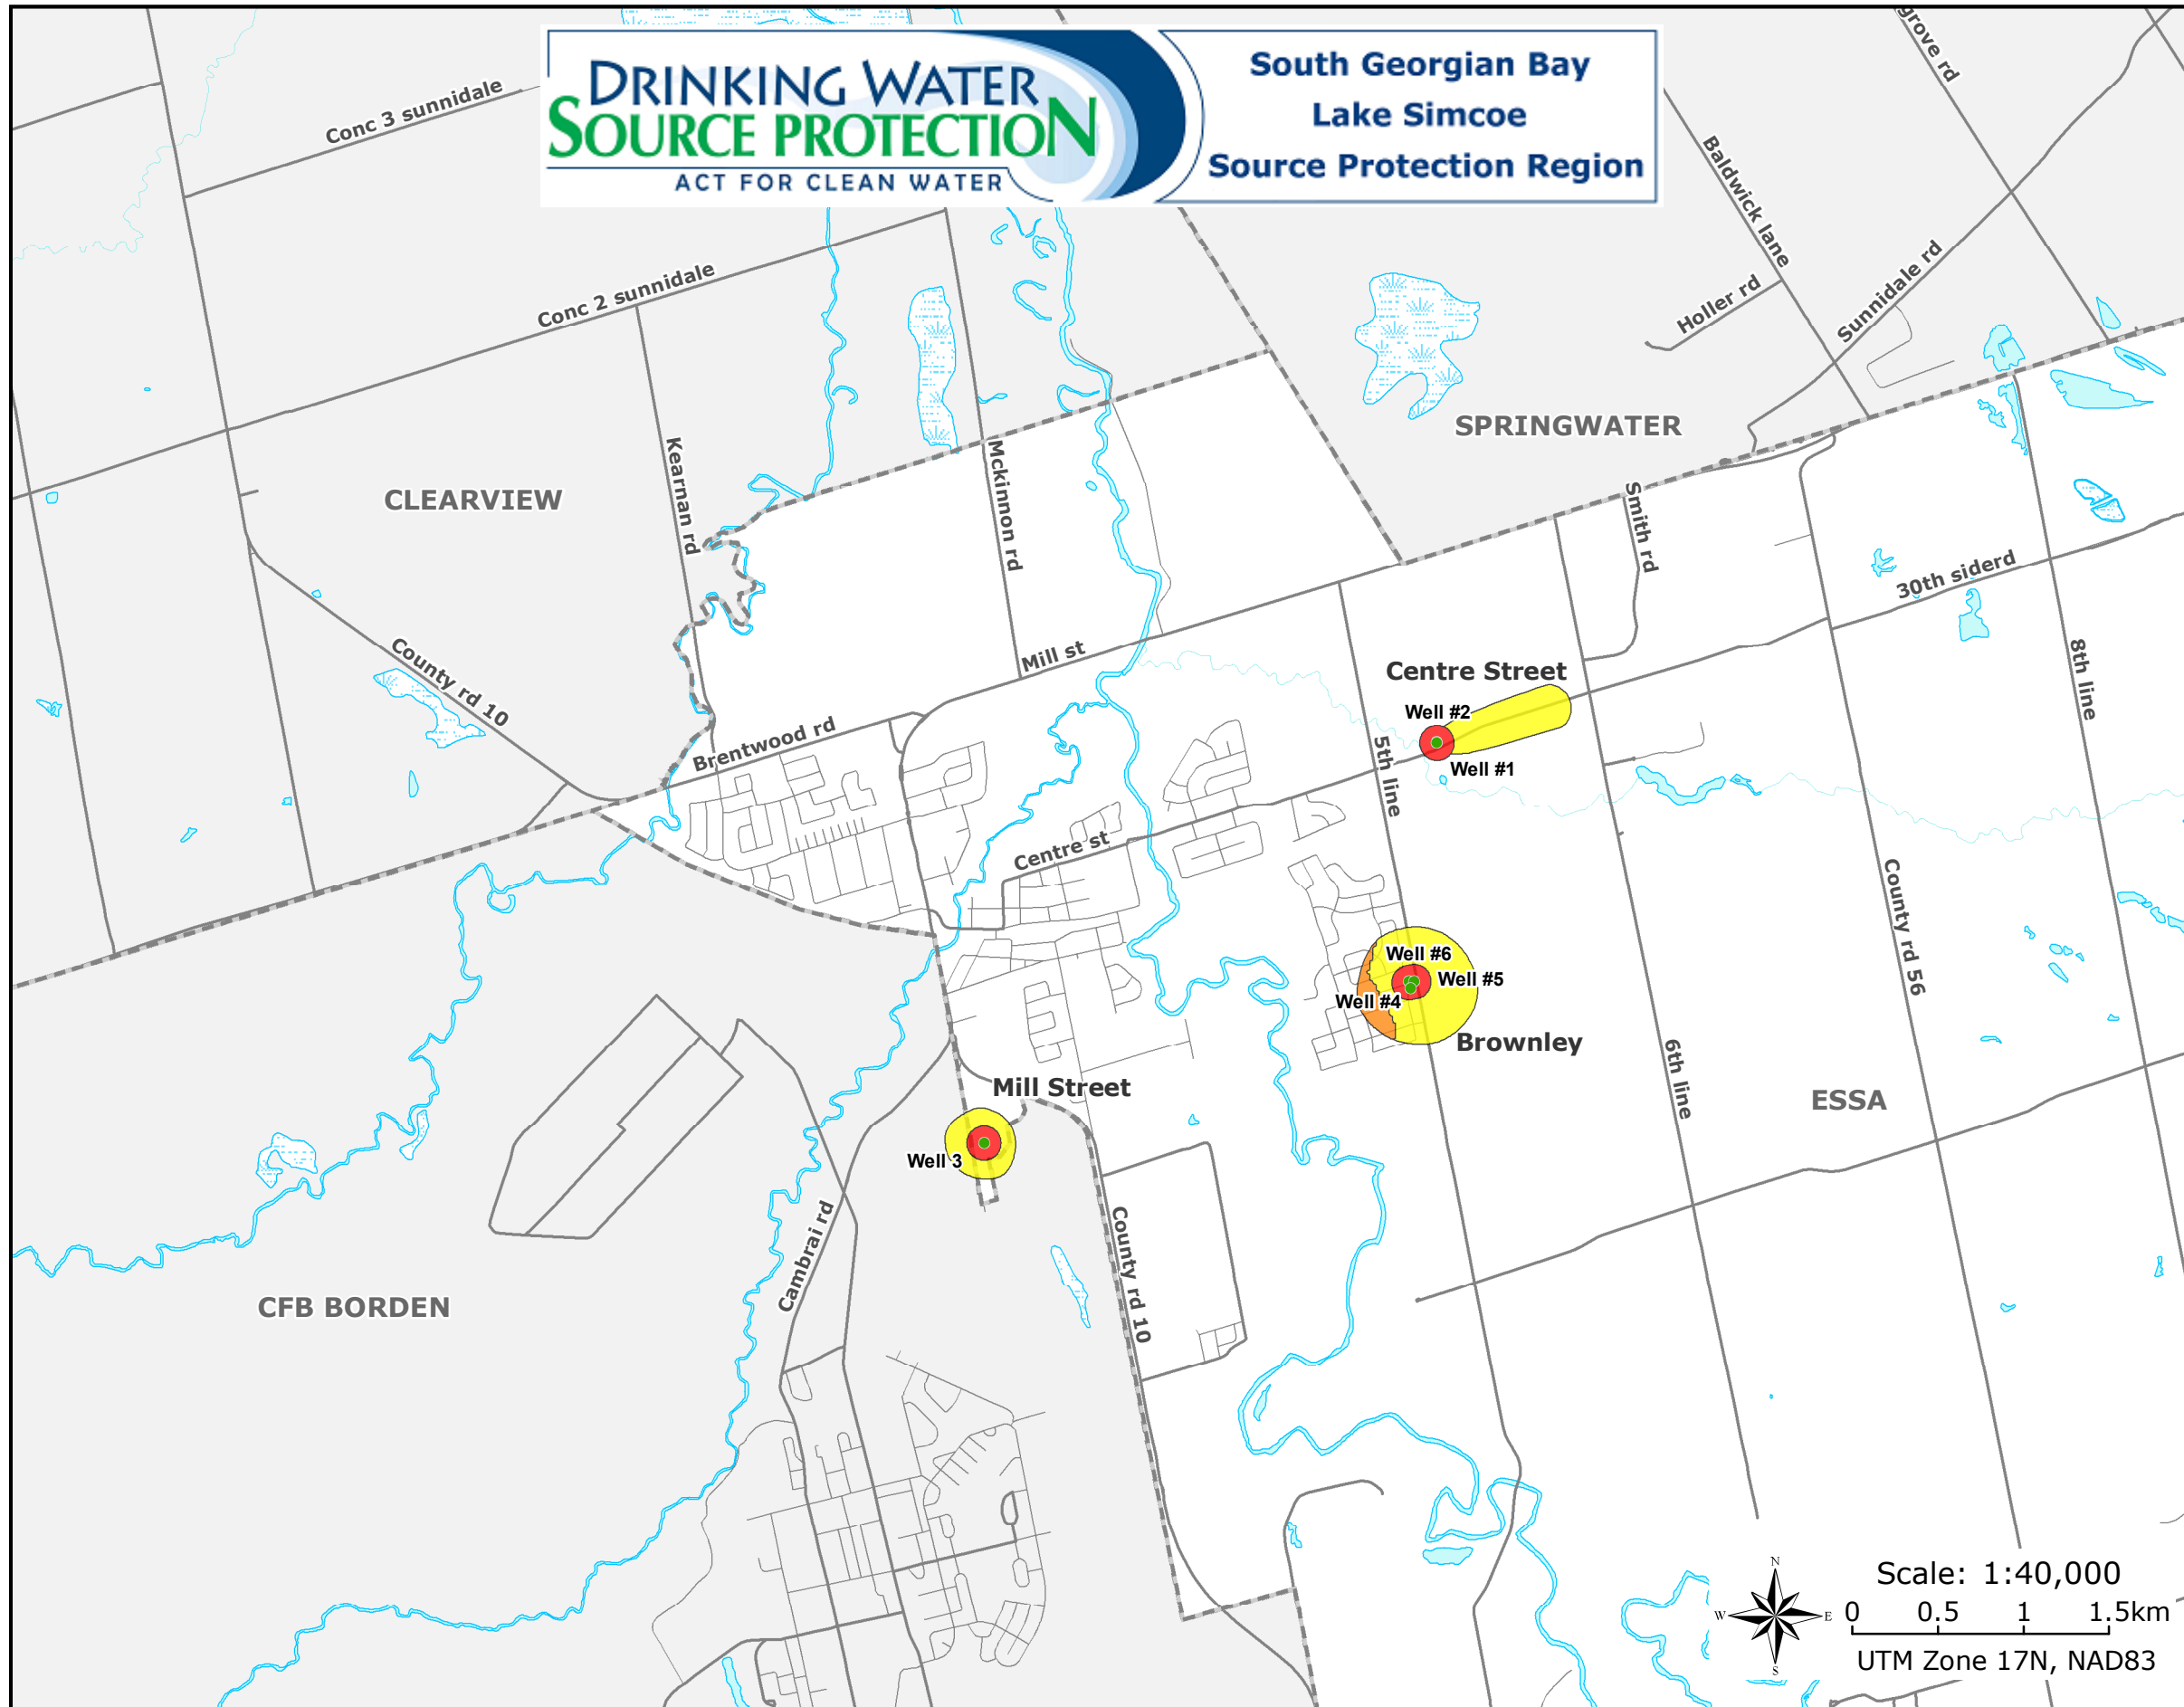 DRINKING WATER
SOURCE PROTECTION
ACT FOR CLEAN WATER
South Georgian Bay
Lake Simcoe
Source Protection Region
grove rd
Conc 3 sunnidale
Baldwick lane
Conc 2 sunnidale
Holler rd
Sunnidale rd
SPRINGWATER
CLEARVIEW
Kearnan rd
Mckinnon rd
Smith rd
30th siderd
County rd 10
Mill st
8th line
Centre Street
Well #2
Well #1
Brentwood rd
5th line
Centre st
County rd 56
Well #6
Well #5
Well #4
Brownley
6th line
ESSA
Mill Street
Well 3
Cambrai rd
County rd 10
CFB BORDEN
N
W
E
S
Scale: 1:40,000
0 0.5 1 1.5km
UTM Zone 17N, NAD83